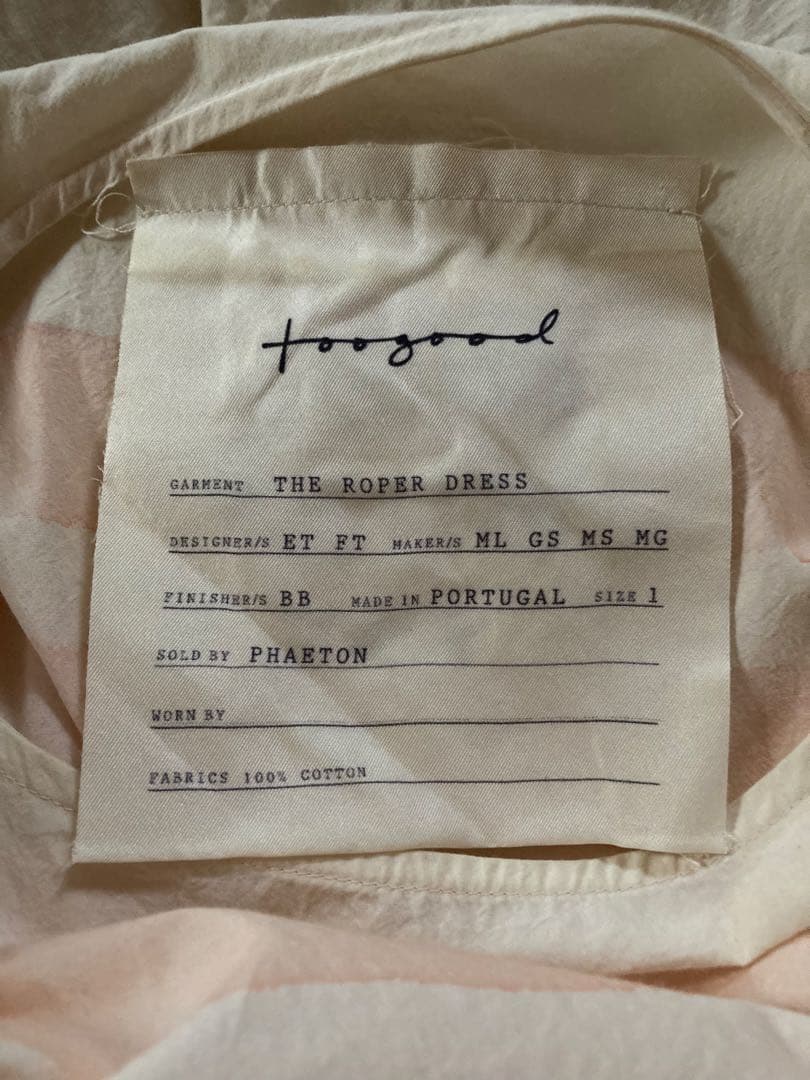 toogood
GARMENT THE ROPER DRESS
DESIGNER/S ET FT MAKER/S ML GS MS MG
FINISHER/S BB MADE IN PORTUGAL SIZE 1
SOLD BY PHAETON
WORN BY
FABRICS 100% COTTON